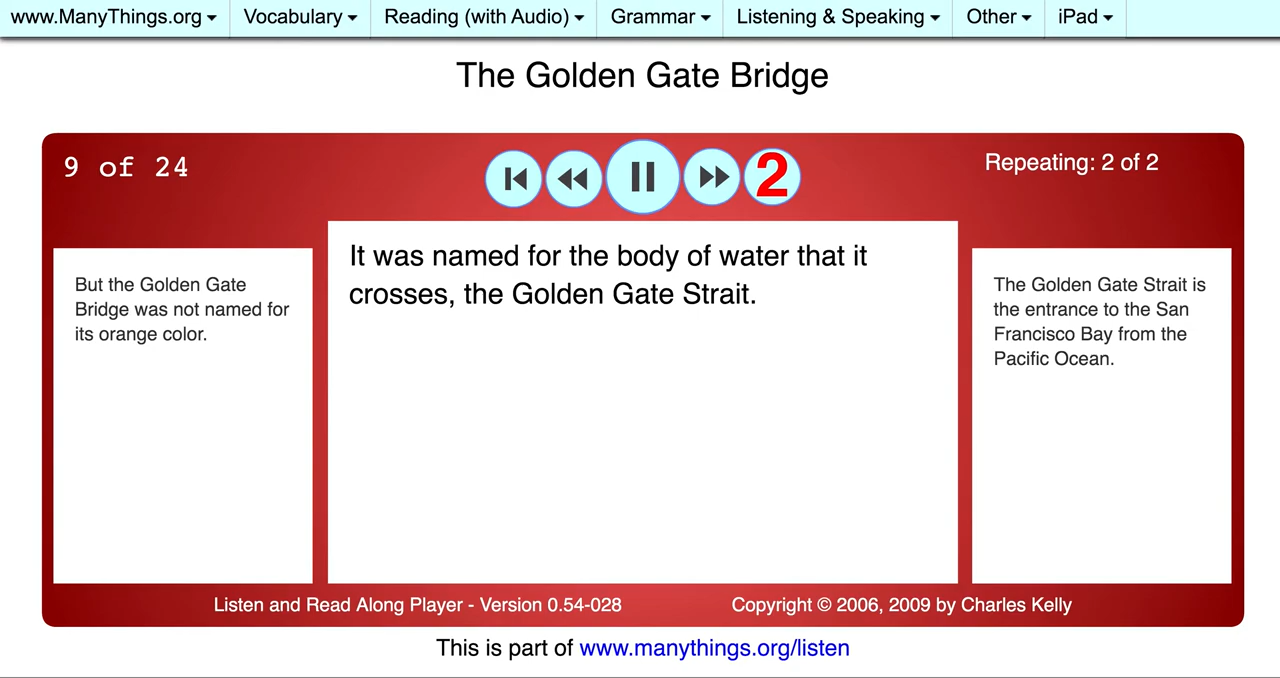 www.ManyThings.org Vocabulary Reading (with Audio) Grammar Listening & Speaking Other iPad
The Golden Gate Bridge
9 of 24
2
Repeating: 2 of 2
But the Golden Gate
Bridge was not named for
its orange color.
It was named for the body of water that it
crosses, the Golden Gate Strait.
The Golden Gate Strait is
the entrance to the San
Francisco Bay from the
Pacific Ocean.
Listen and Read Along Player - Version 0.54-028
Copyright © 2006, 2009 by Charles Kelly
This is part of www.manythings.org/listen